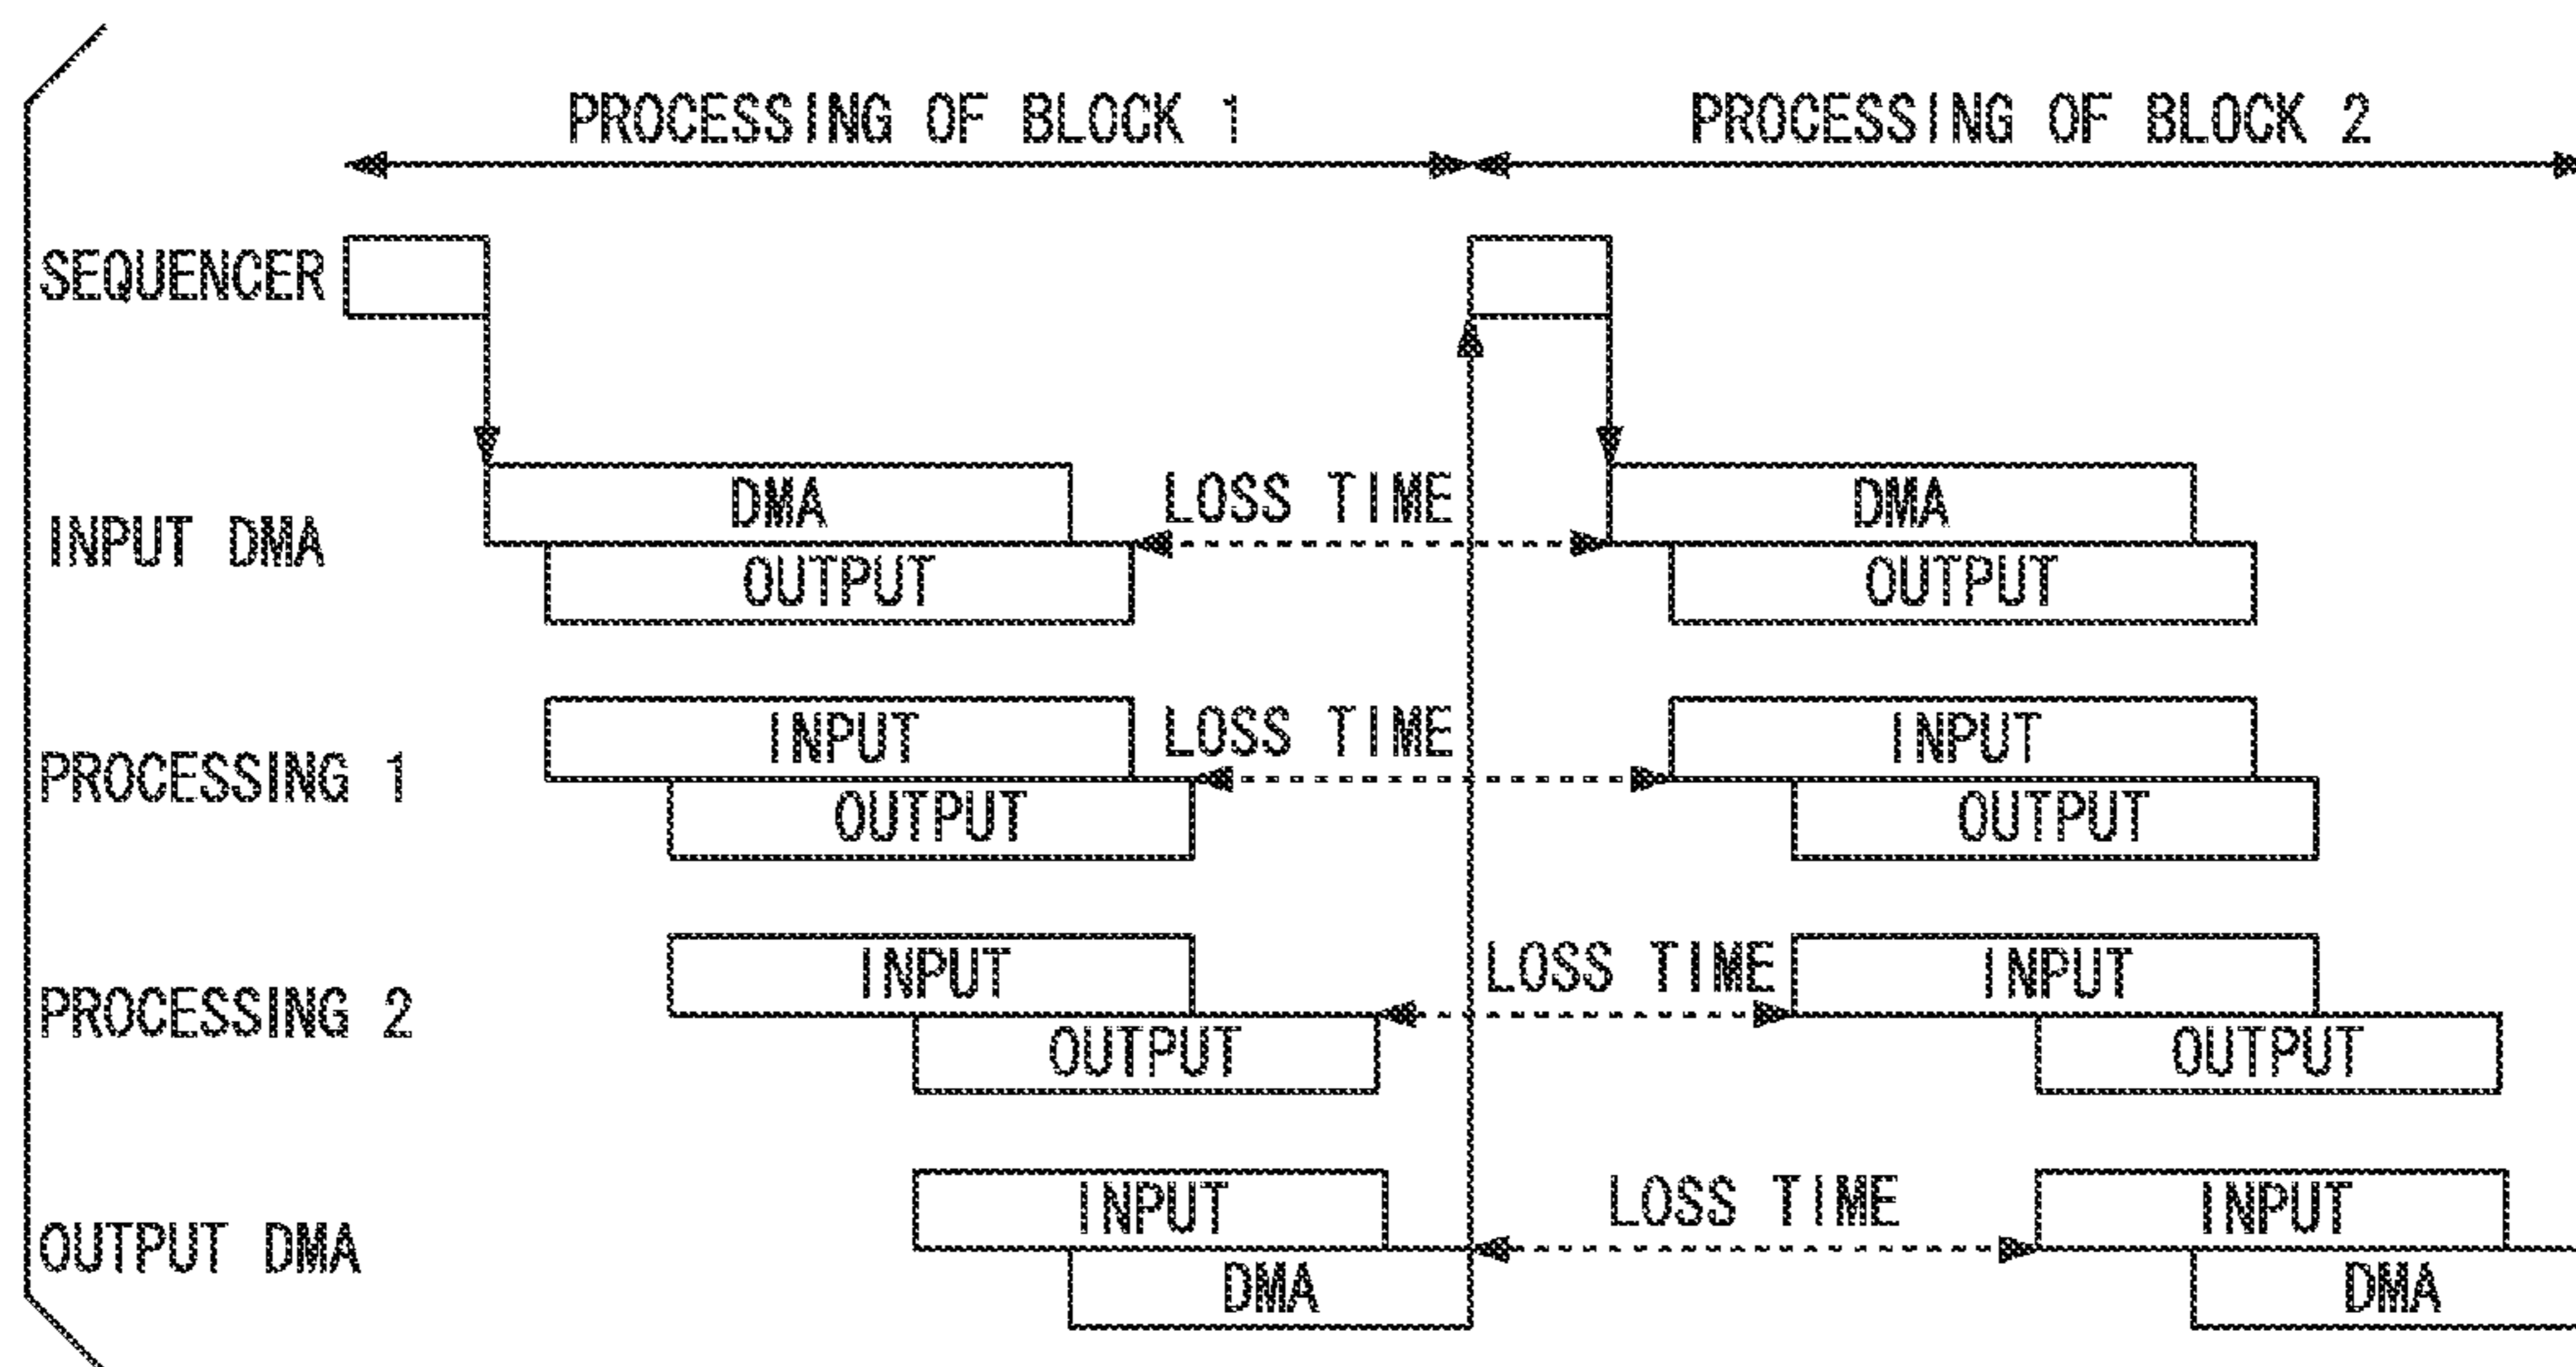 PROCESSING OF BLOCK 1 PROCESSING OF BLOCK 2
SEQUENCER
DMA LOSS TIME DMA
INPUT DMA
OUTPUT OUTPUT
INPUT LOSS TIME INPUT
PROCESSING 1
OUTPUT OUTPUT
INPUT LOSS TIME INPUT
PROCESSING 2
OUTPUT OUTPUT
INPUT LOSS TIME INPUT
OUTPUT DMA
DMA DMA